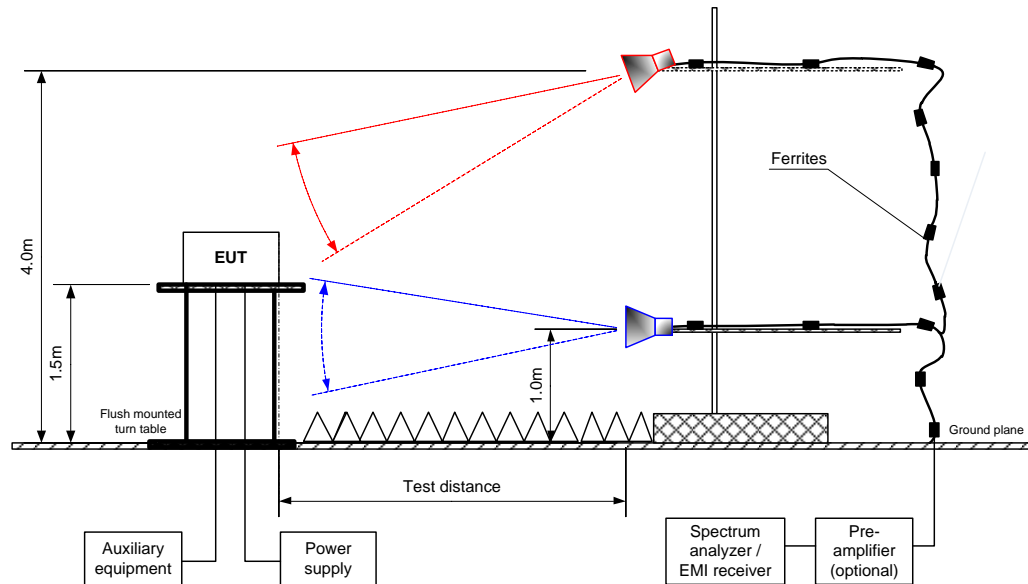 4.0m
Ferrites
EUT
1.5m
1.0m
Flush mounted
turn table
Ground plane
Test distance
Auxiliary
equipment
Power
supply
Spectrum
analyzer /
EMI receiver
Pre-
amplifier
(optional)